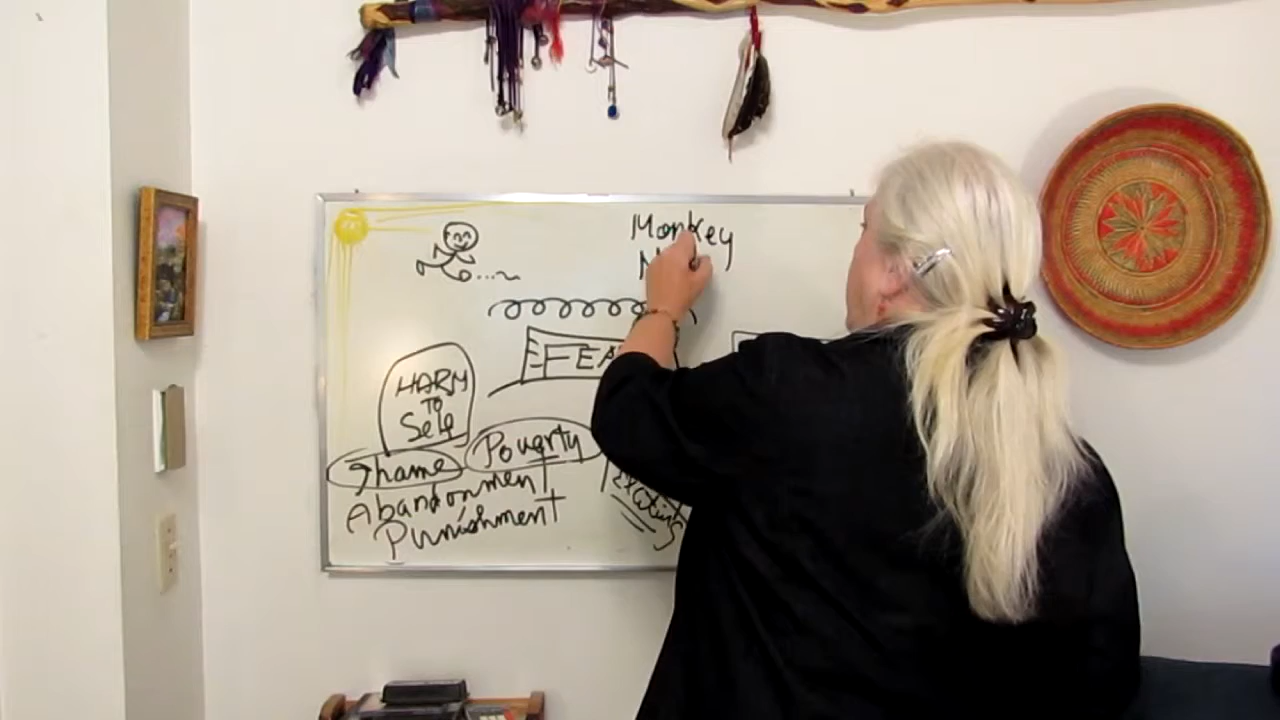 Monkey
FEA
HARM
TO
Self
Shame
Poverty
Abandonment
Punishment